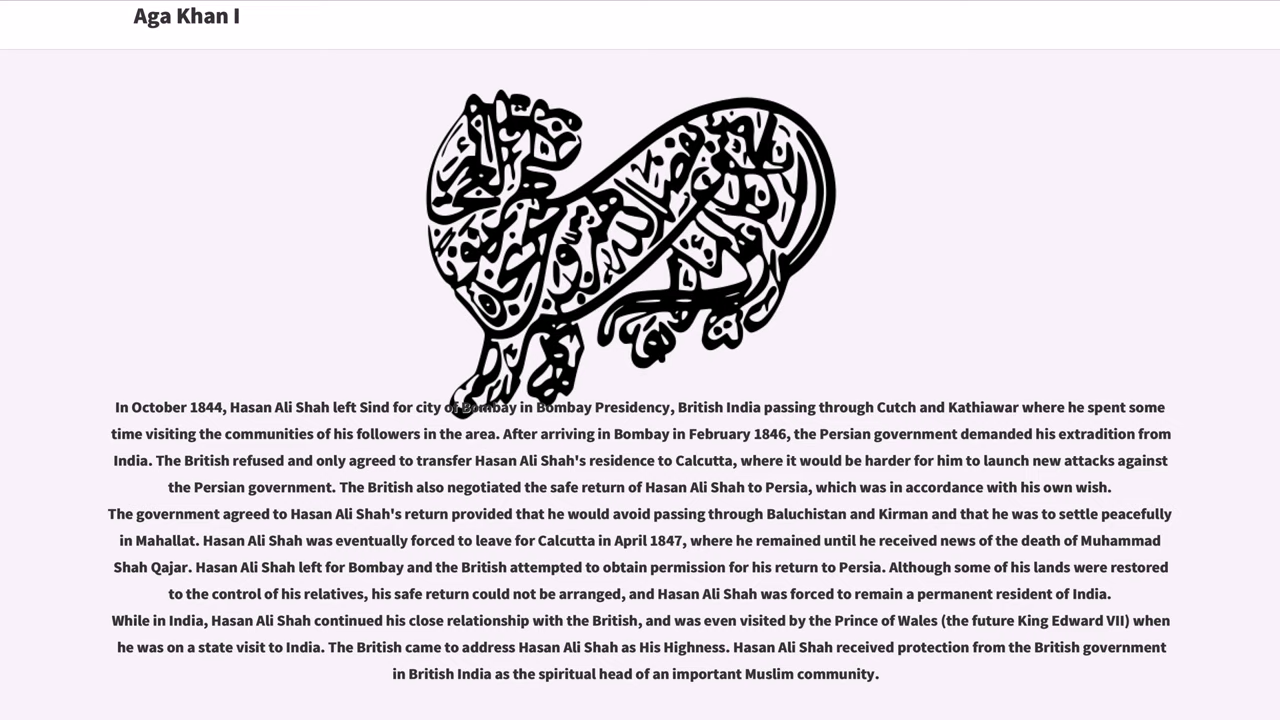 Aga Khan I
In October 1844, Hasan Ali Shah left Sind for city of Bombay in Bombay Presidency, British India passing through Cutch and Kathiawar where he spent some
time visiting the communities of his followers in the area. After arriving in Bombay in February 1846, the Persian government demanded his extradition from
India. The British refused and only agreed to transfer Hasan Ali Shah's residence to Calcutta, where it would be harder for him to launch new attacks against
the Persian government. The British also negotiated the safe return of Hasan Ali Shah to Persia, which was in accordance with his own wish.
The government agreed to Hasan Ali Shah's return provided that he would avoid passing through Baluchistan and Kirman and that he was to settle peacefully
in Mahallat. Hasan Ali Shah was eventually forced to leave for Calcutta in April 1847, where he remained until he received news of the death of Muhammad
Shah Qajar. Hasan Ali Shah left for Bombay and the British attempted to obtain permission for his return to Persia. Although some of his lands were restored
to the control of his relatives, his safe return could not be arranged, and Hasan Ali Shah was forced to remain a permanent resident of India.
While in India, Hasan Ali Shah continued his close relationship with the British, and was even visited by the Prince of Wales (the future King Edward VII) when
he was on a state visit to India. The British came to address Hasan Ali Shah as His Highness. Hasan Ali Shah received protection from the British government
in British India as the spiritual head of an important Muslim community.